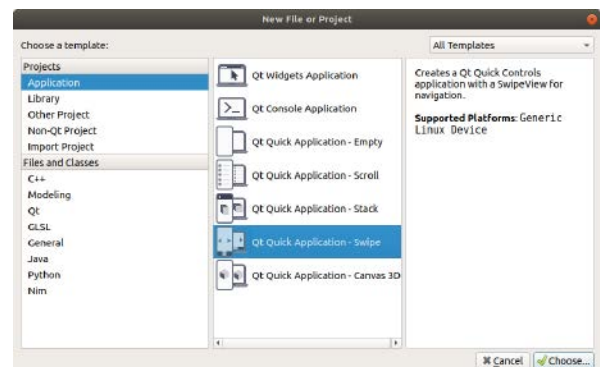 New File or Project
Choose a template:
All Templates
Projects
Application
Library
Other Project
Non-Qt Project
Import Project
Files and Classes
C++
Modeling
Qt
GLSL
General
Java
Python
Nim
Qt Widgets Application
Qt Console Application
Qt Quick Application - Empty
Qt Quick Application - Scroll
Qt Quick Application - Stack
Qt Quick Application - Swipe
Qt Quick Application - Canvas 3D
Creates a Qt Quick Controls
application with a SwipeView for
navigation.
Supported Platforms: Generic
Linux Device
Cancel
Choose...